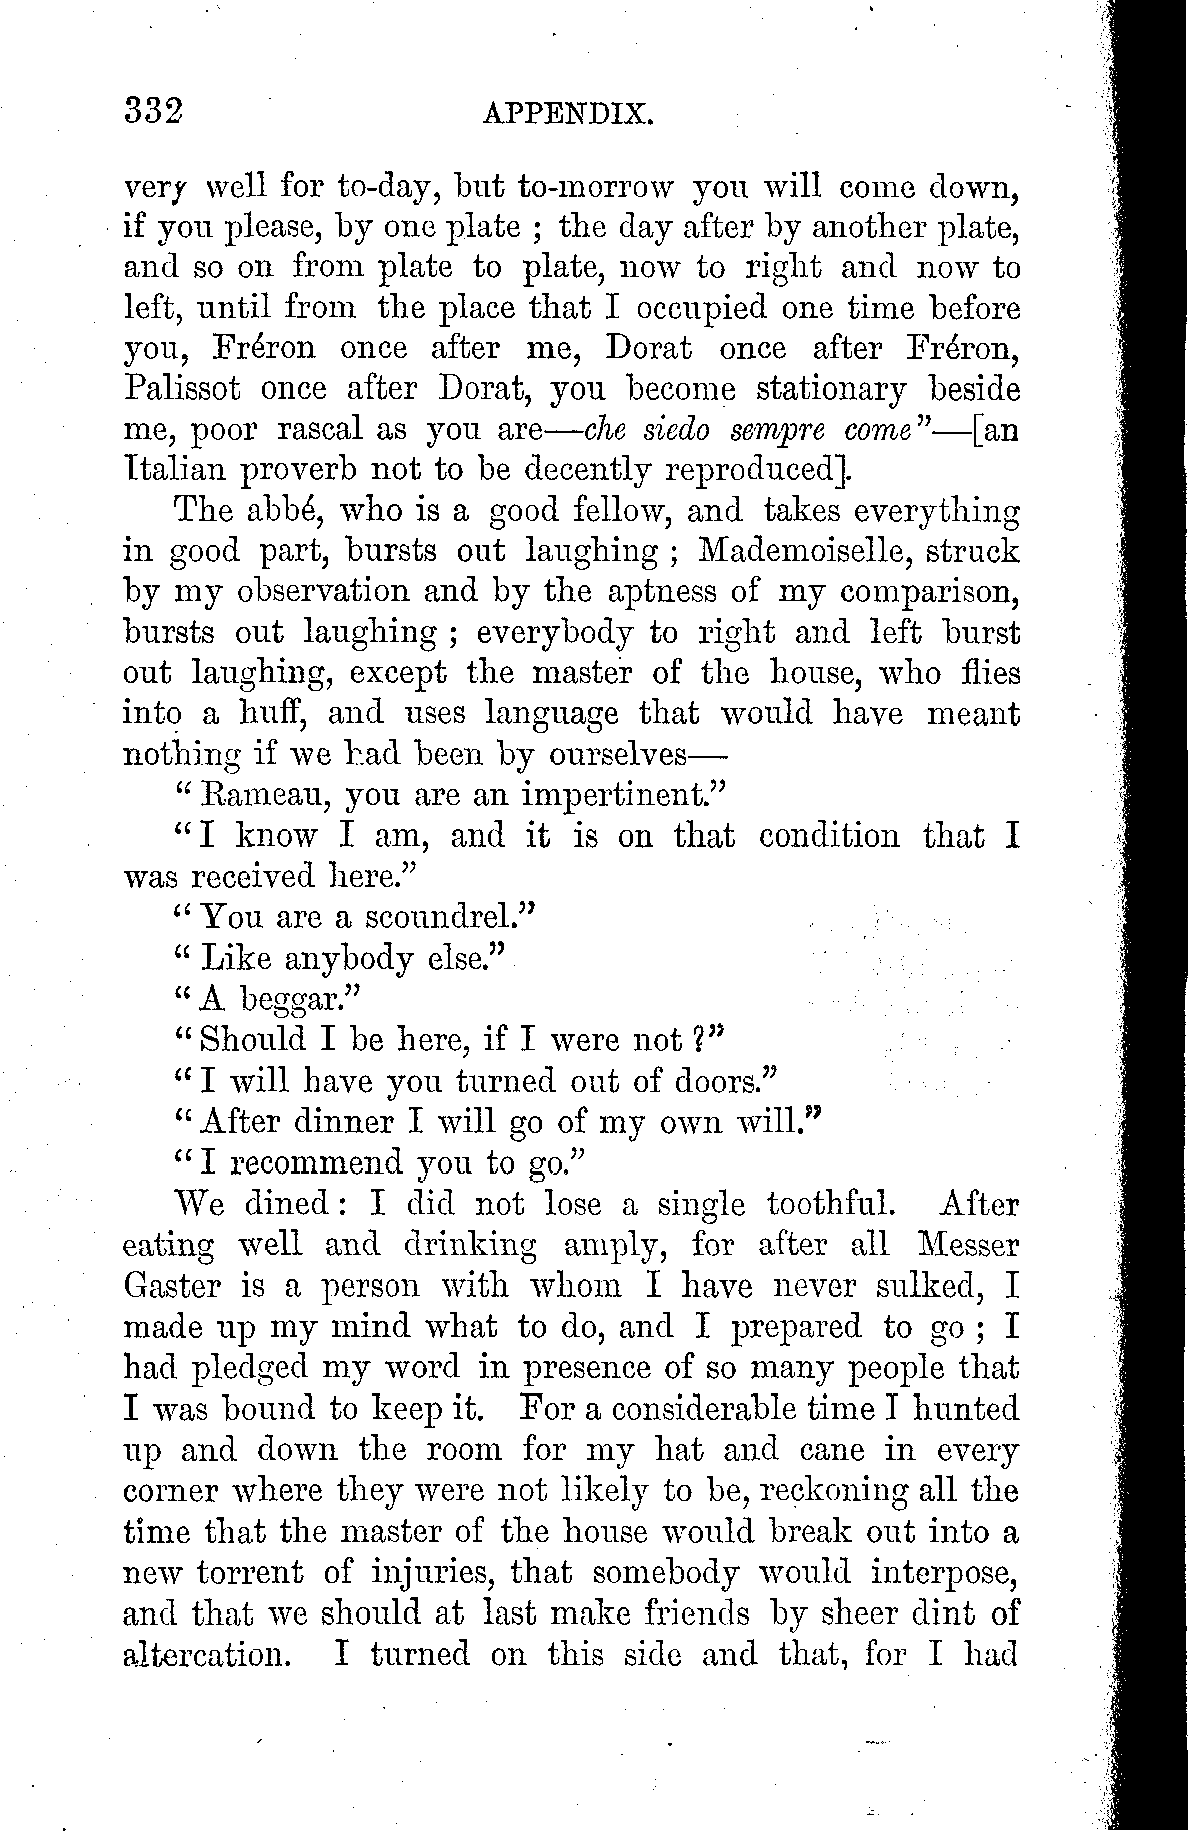 332 APPENDIX.
very well for to-day, but to-morrow you will come down,
if you please, by one plate ; the day after by another plate,
and so on from plate to plate, now to right and now to
left, until from the place that I occupied one time before
you, Fréron once after me, Dorat once after Fréron,
Palissot once after Dorat, you become stationary beside
me, poor rascal as you are—che siedo sempre come"—[an
Italian proverb not to be decently reproduced].
The abbé, who is a good fellow, and takes everything
in good part, bursts out laughing ; Mademoiselle, struck
by my observation and by the aptness of my comparison,
bursts out laughing ; everybody to right and left burst
out laughing, except the master of the house, who flies
into a huff, and uses language that would have meant
nothing if we had been by ourselves—
"Rameau, you are an impertinent."
"I know I am, and it is on that condition that I
was received here."
"You are a scoundrel."
"Like anybody else."
"A beggar."
"Should I be here, if I were not ?"
"I will have you turned out of doors."
"After dinner I will go of my own will."
"I recommend you to go."
We dined : I did not lose a single toothful. After
eating well and drinking amply, for after all Messer
Gaster is a person with whom I have never sulked, I
made up my mind what to do, and I prepared to go ; I
had pledged my word in presence of so many people that
I was bound to keep it. For a considerable time I hunted
up and down the room for my hat and cane in every
corner where they were not likely to be, reckoning all the
time that the master of the house would break out into a
new torrent of injuries, that somebody would interpose,
and that we should at last make friends by sheer dint of
altercation. I turned on this side and that, for I had